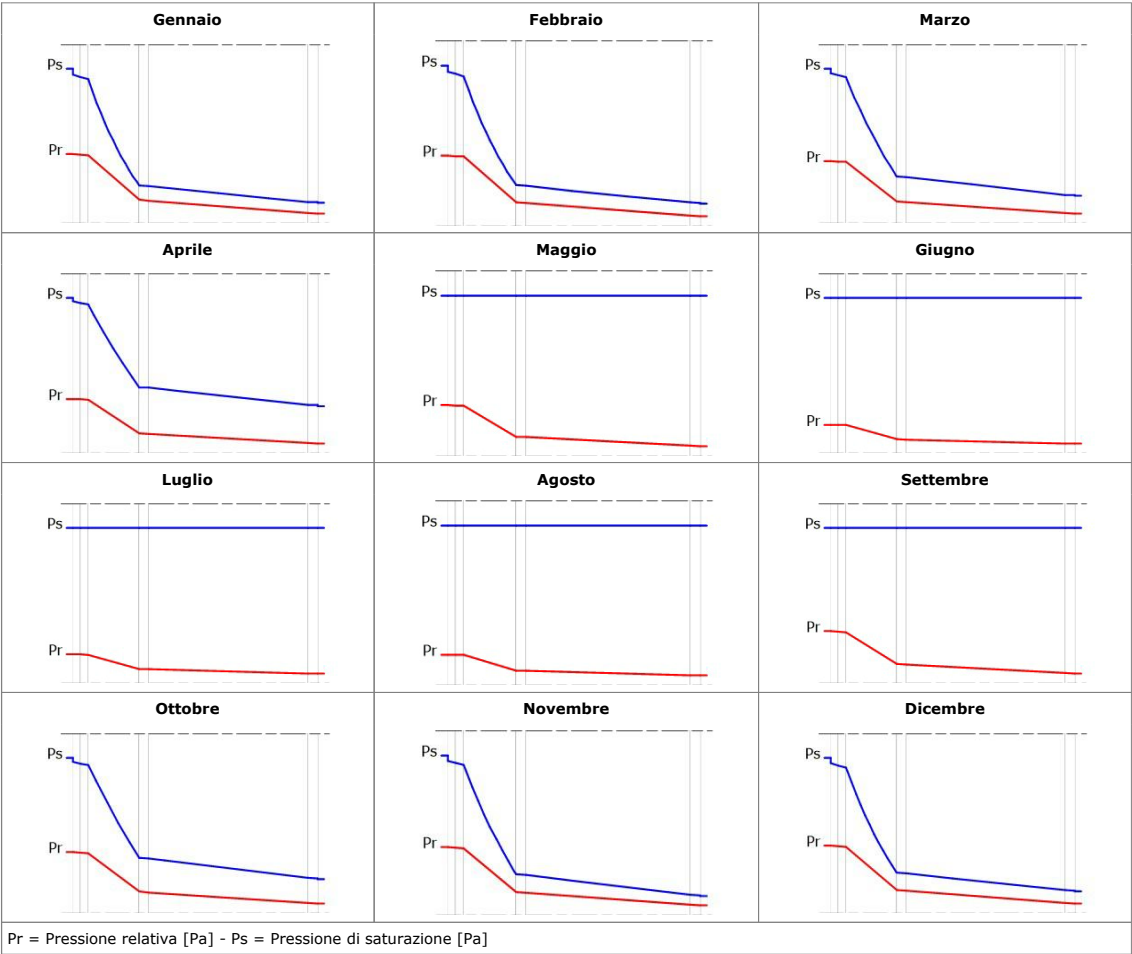 Gennaio Febbraio Marzo
Ps Ps Ps
Pr Pr Pr
Aprile Maggio Giugno
Ps Ps Ps
Pr Pr Pr
Luglio Agosto Settembre
Ps Ps Ps
Pr Pr Pr
Ottobre Novembre Dicembre
Ps Ps Ps
Pr Pr Pr
Pr = Pressione relativa [Pa] - Ps = Pressione di saturazione [Pa]